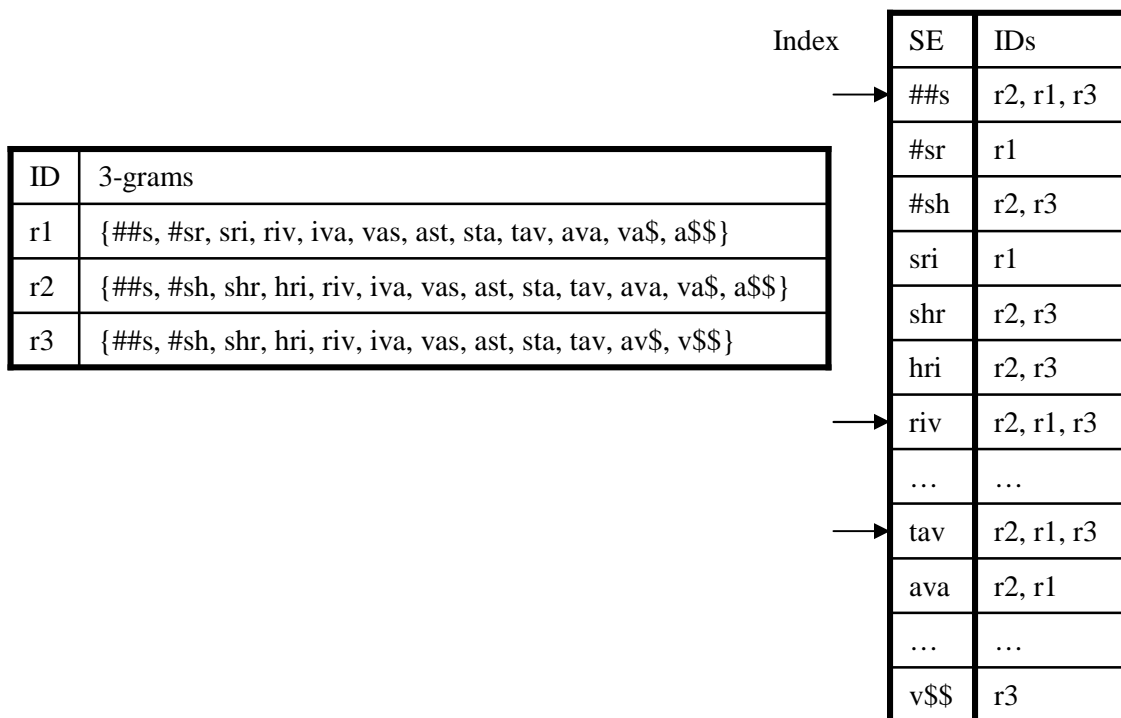 Index
SE IDs
##s r2, r1, r3
#sr r1
#sh r2, r3
sri r1
shr r2, r3
hri r2, r3
riv r2, r1, r3
… …
tav r2, r1, r3
ava r2, r1
… …
v$$ r3
ID 3-grams
r1 {##s, #sr, sri, riv, iva, vas, ast, sta, tav, ava, va$, a$$}
r2 {##s, #sh, shr, hri, riv, iva, vas, ast, sta, tav, ava, va$, a$$}
r3 {##s, #sh, shr, hri, riv, iva, vas, ast, sta, tav, av$, v$$}